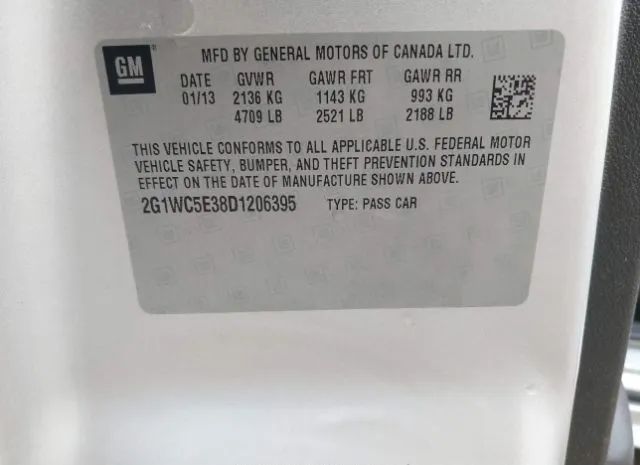 GM
MFD BY GENERAL MOTORS OF CANADA LTD.
DATE GVWR GAWR FRT GAWR RR
01/13 2136 KG 1143 KG 993 KG
4709 LB 2521 LB 2188 LB
THIS VEHICLE CONFORMS TO ALL APPLICABLE U.S. FEDERAL MOTOR
VEHICLE SAFETY, BUMPER, AND THEFT PREVENTION STANDARDS IN
EFFECT ON THE DATE OF MANUFACTURE SHOWN ABOVE.
2G1WC5E38D1206395 TYPE: PASS CAR